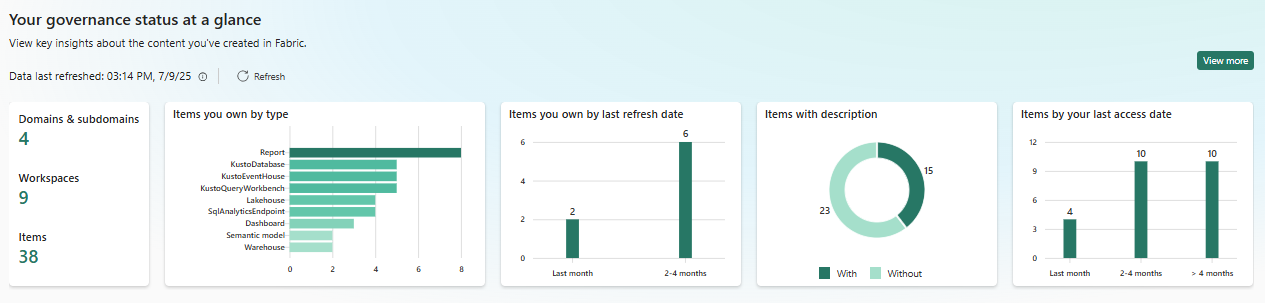 Your governance status at a glance
View key insights about the content you've created in Fabric.
Data last refreshed: 03:14 PM, 7/9/25
Refresh
View more
Domains & subdomains
4
Workspaces
9
Items
38
Items you own by type
Report
KustoDatabase
KustoEventHouse
KustoQueryWorkbench
Lakehouse
SqlAnalyticsEndpoint
Dashboard
Semantic model
Warehouse
0 2 4 6 8
Items you own by last refresh date
6
4
2
0
2
6
Last month 2-4 months
Items with description
15
23
With Without
Items by your last access date
12
9
6
3
0
4
10
10
Last month 2-4 months > 4 months